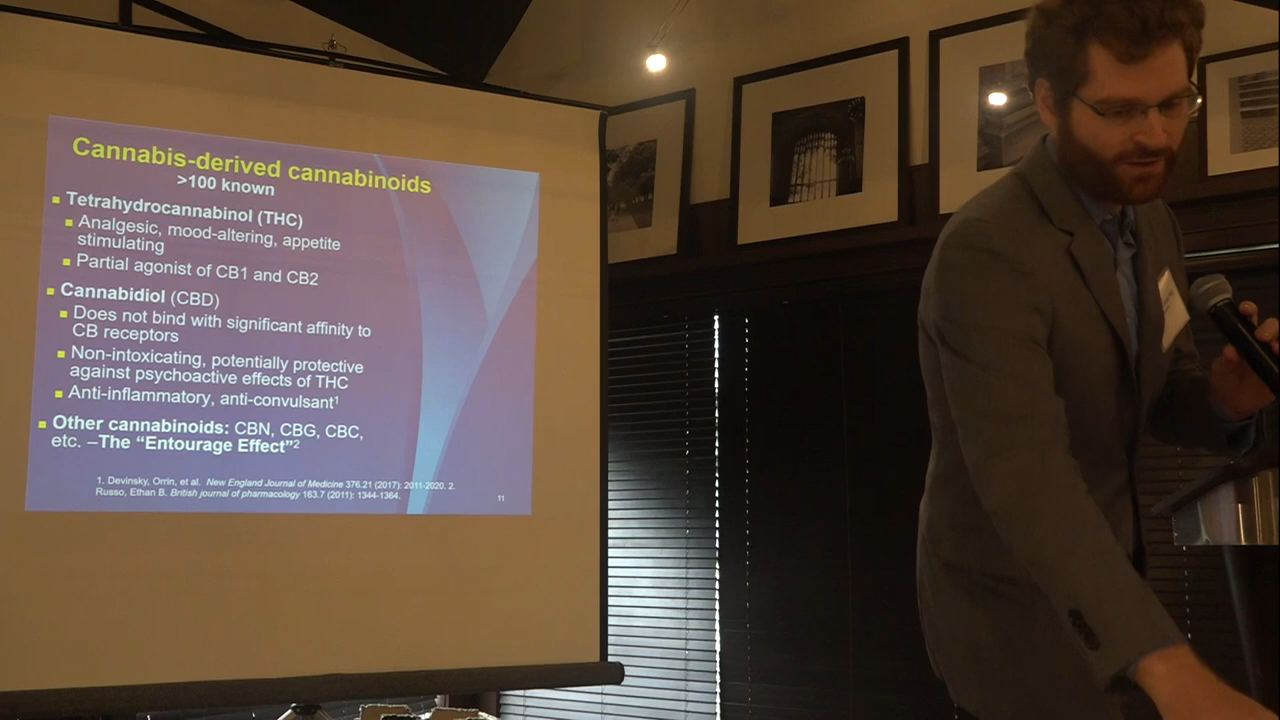 Cannabis-derived cannabinoids
>100 known
Tetrahydrocannabinol (THC)
Analgesic, mood-altering, appetite
stimulating
Partial agonist of CB1 and CB2
Cannabidiol (CBD)
Does not bind with significant affinity to
CB receptors
Non-intoxicating, potentially protective
against psychoactive effects of THC
Anti-inflammatory, anti-convulsant¹
Other cannabinoids: CBN, CBG, CBC,
etc. –The “Entourage Effect”²
1. Devinsky, Orrin, et al. New England Journal of Medicine 376.21 (2017): 2011-2020. 2.
Russo, Ethan B. British journal of pharmacology 163.7 (2011): 1344-1364.
11